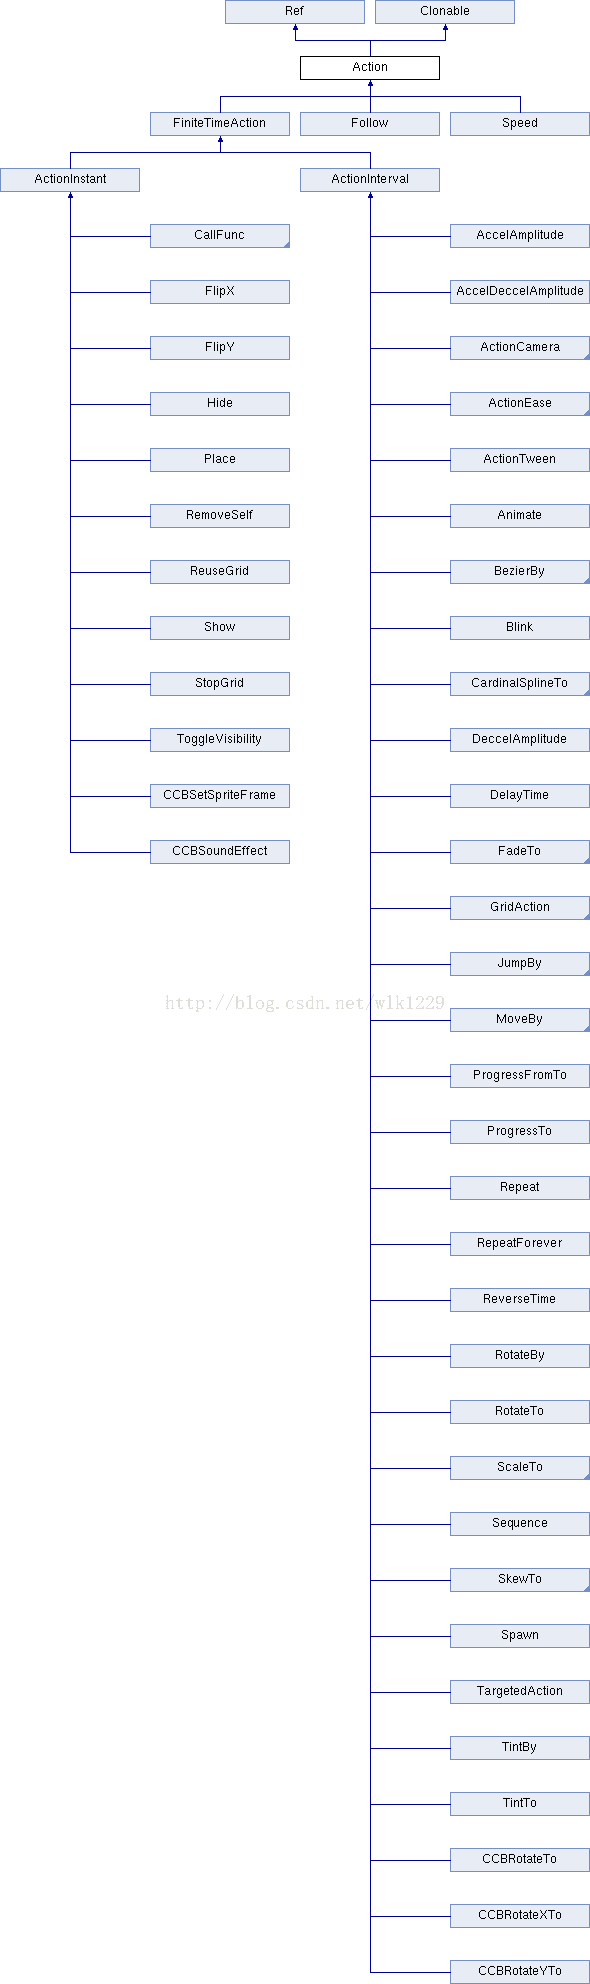 Ref
Clonable
Action
FiniteTimeAction
Follow
Speed
ActionInstant
ActionInterval
CallFunc
AccelAmplitude
FlipX
AccelDeccelAmplitude
FlipY
ActionCamera
Hide
ActionEase
Place
ActionTween
RemoveSelf
Animate
ReuseGrid
BezierBy
Show
Blink
StopGrid
CardinalSplineTo
ToggleVisibility
DeccelAmplitude
CCBSetSpriteFrame
DelayTime
CCBSoundEffect
FadeTo
GridAction
JumpBy
http://blog.csdn.net/wlk1229
MoveBy
ProgressFromTo
ProgressTo
Repeat
RepeatForever
ReverseTime
RotateBy
RotateTo
ScaleTo
Sequence
SkewTo
Spawn
TargetedAction
TintBy
TintTo
CCBRotateTo
CCBRotateXTo
CCBRotateYTo